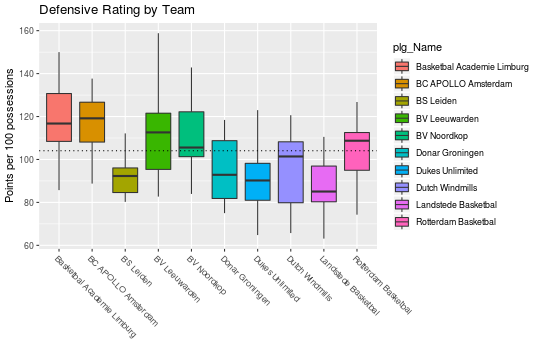 Defensive Rating by Team
Points per 100 possessions
160
140
120
100
80
60
Basketbal Academie Limburg
BC APOLLO Amsterdam
BS Leiden
BV Leeuwarden
BV Noordkop
Donar Groningen
Dukes Unlimited
Dutch Windmills
Landstede Basketbal
Rotterdam Basketbal
plg_Name
Basketbal Academie Limburg
BC APOLLO Amsterdam
BS Leiden
BV Leeuwarden
BV Noordkop
Donar Groningen
Dukes Unlimited
Dutch Windmills
Landstede Basketbal
Rotterdam Basketbal